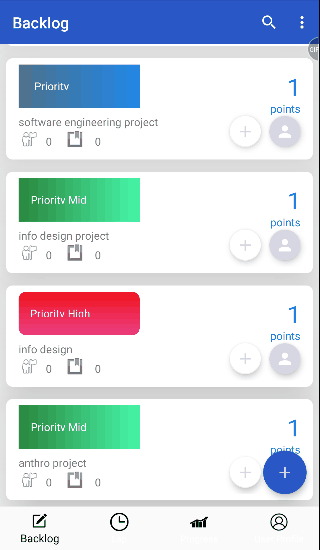 Backlog
GIF
Priority
1
points
software engineering project
0 0
Priority Mid
1
points
info design project
0 0
Priority High
1
points
info design
0 0
Priority Mid
1
points
anthro project
0 0
Backlog